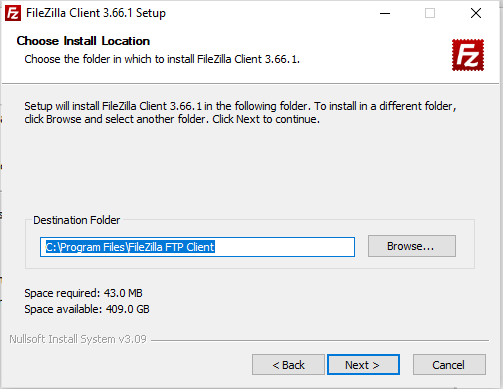 FileZilla Client 3.66.1 Setup
Choose Install Location
Choose the folder in which to install FileZilla Client 3.66.1.
Fz
Setup will install FileZilla Client 3.66.1 in the following folder. To install in a different folder,
click Browse and select another folder. Click Next to continue.
Destination Folder
C:\Program Files\FileZilla FTP Client
Browse...
Space required: 43.0 MB
Space available: 409.0 GB
Nullsoft Install System v3.09
< Back
Next >
Cancel